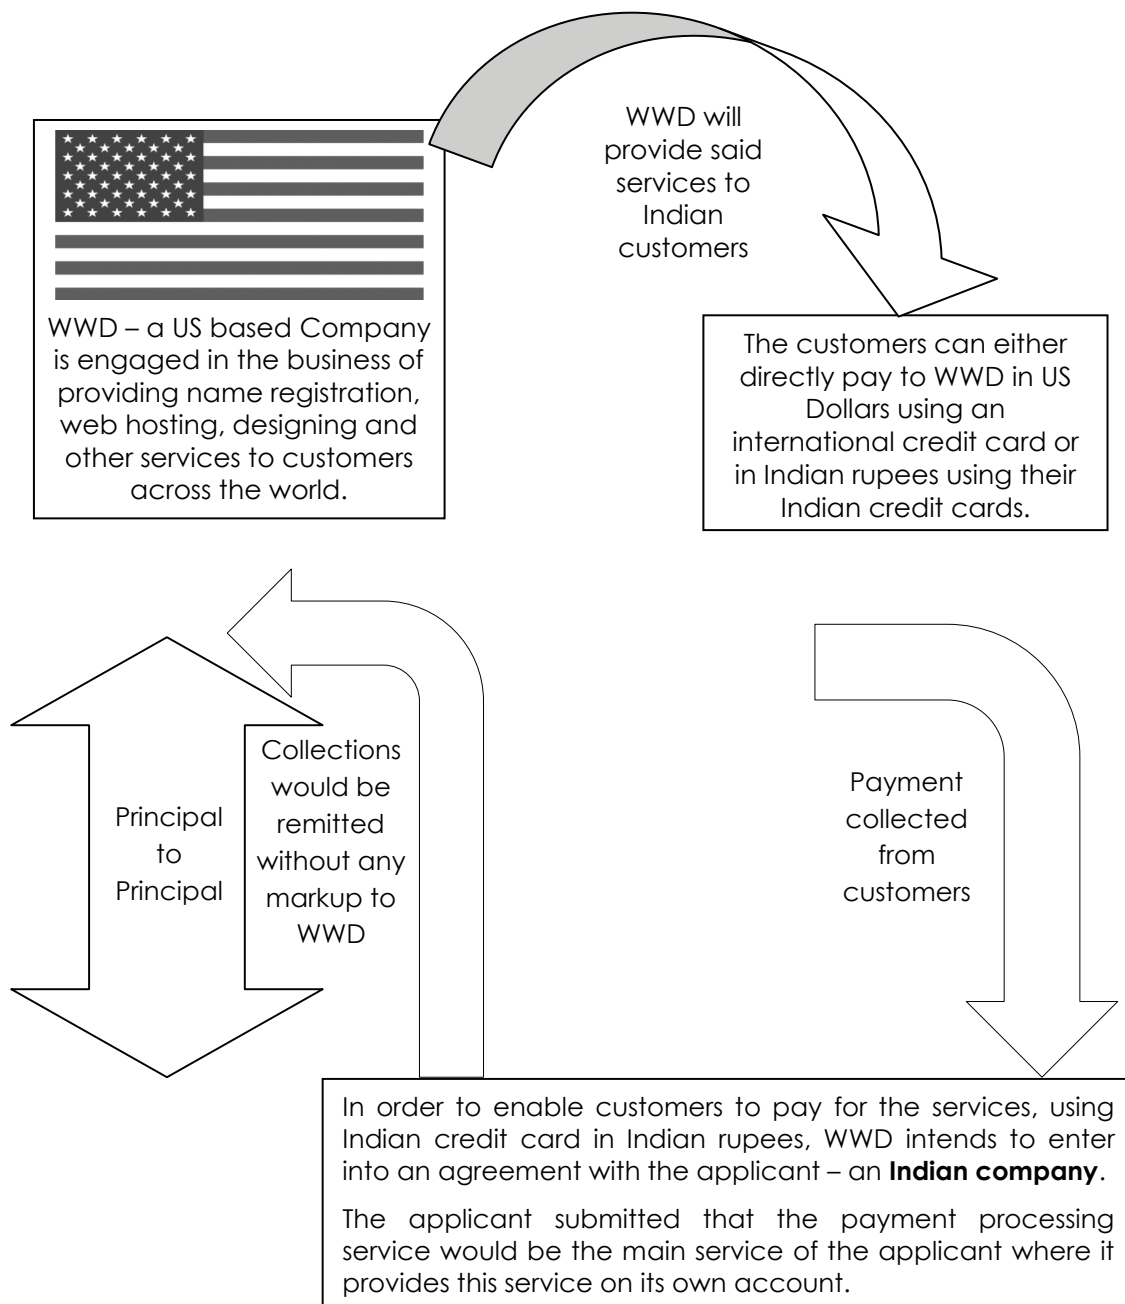 WWD will
provide said
services to
Indian
customers
WWD – a US based Company
is engaged in the business of
providing name registration,
web hosting, designing and
other services to customers
across the world.
The customers can either
directly pay to WWD in US
Dollars using an
international credit card or
in Indian rupees using their
Indian credit cards.
Principal
to
Principal
Collections
would be
remitted
without any
markup to
WWD
Payment
collected
from
customers
In order to enable customers to pay for the services, using
Indian credit card in Indian rupees, WWD intends to enter
into an agreement with the applicant – an Indian company.
The applicant submitted that the payment processing
service would be the main service of the applicant where it
provides this service on its own account.